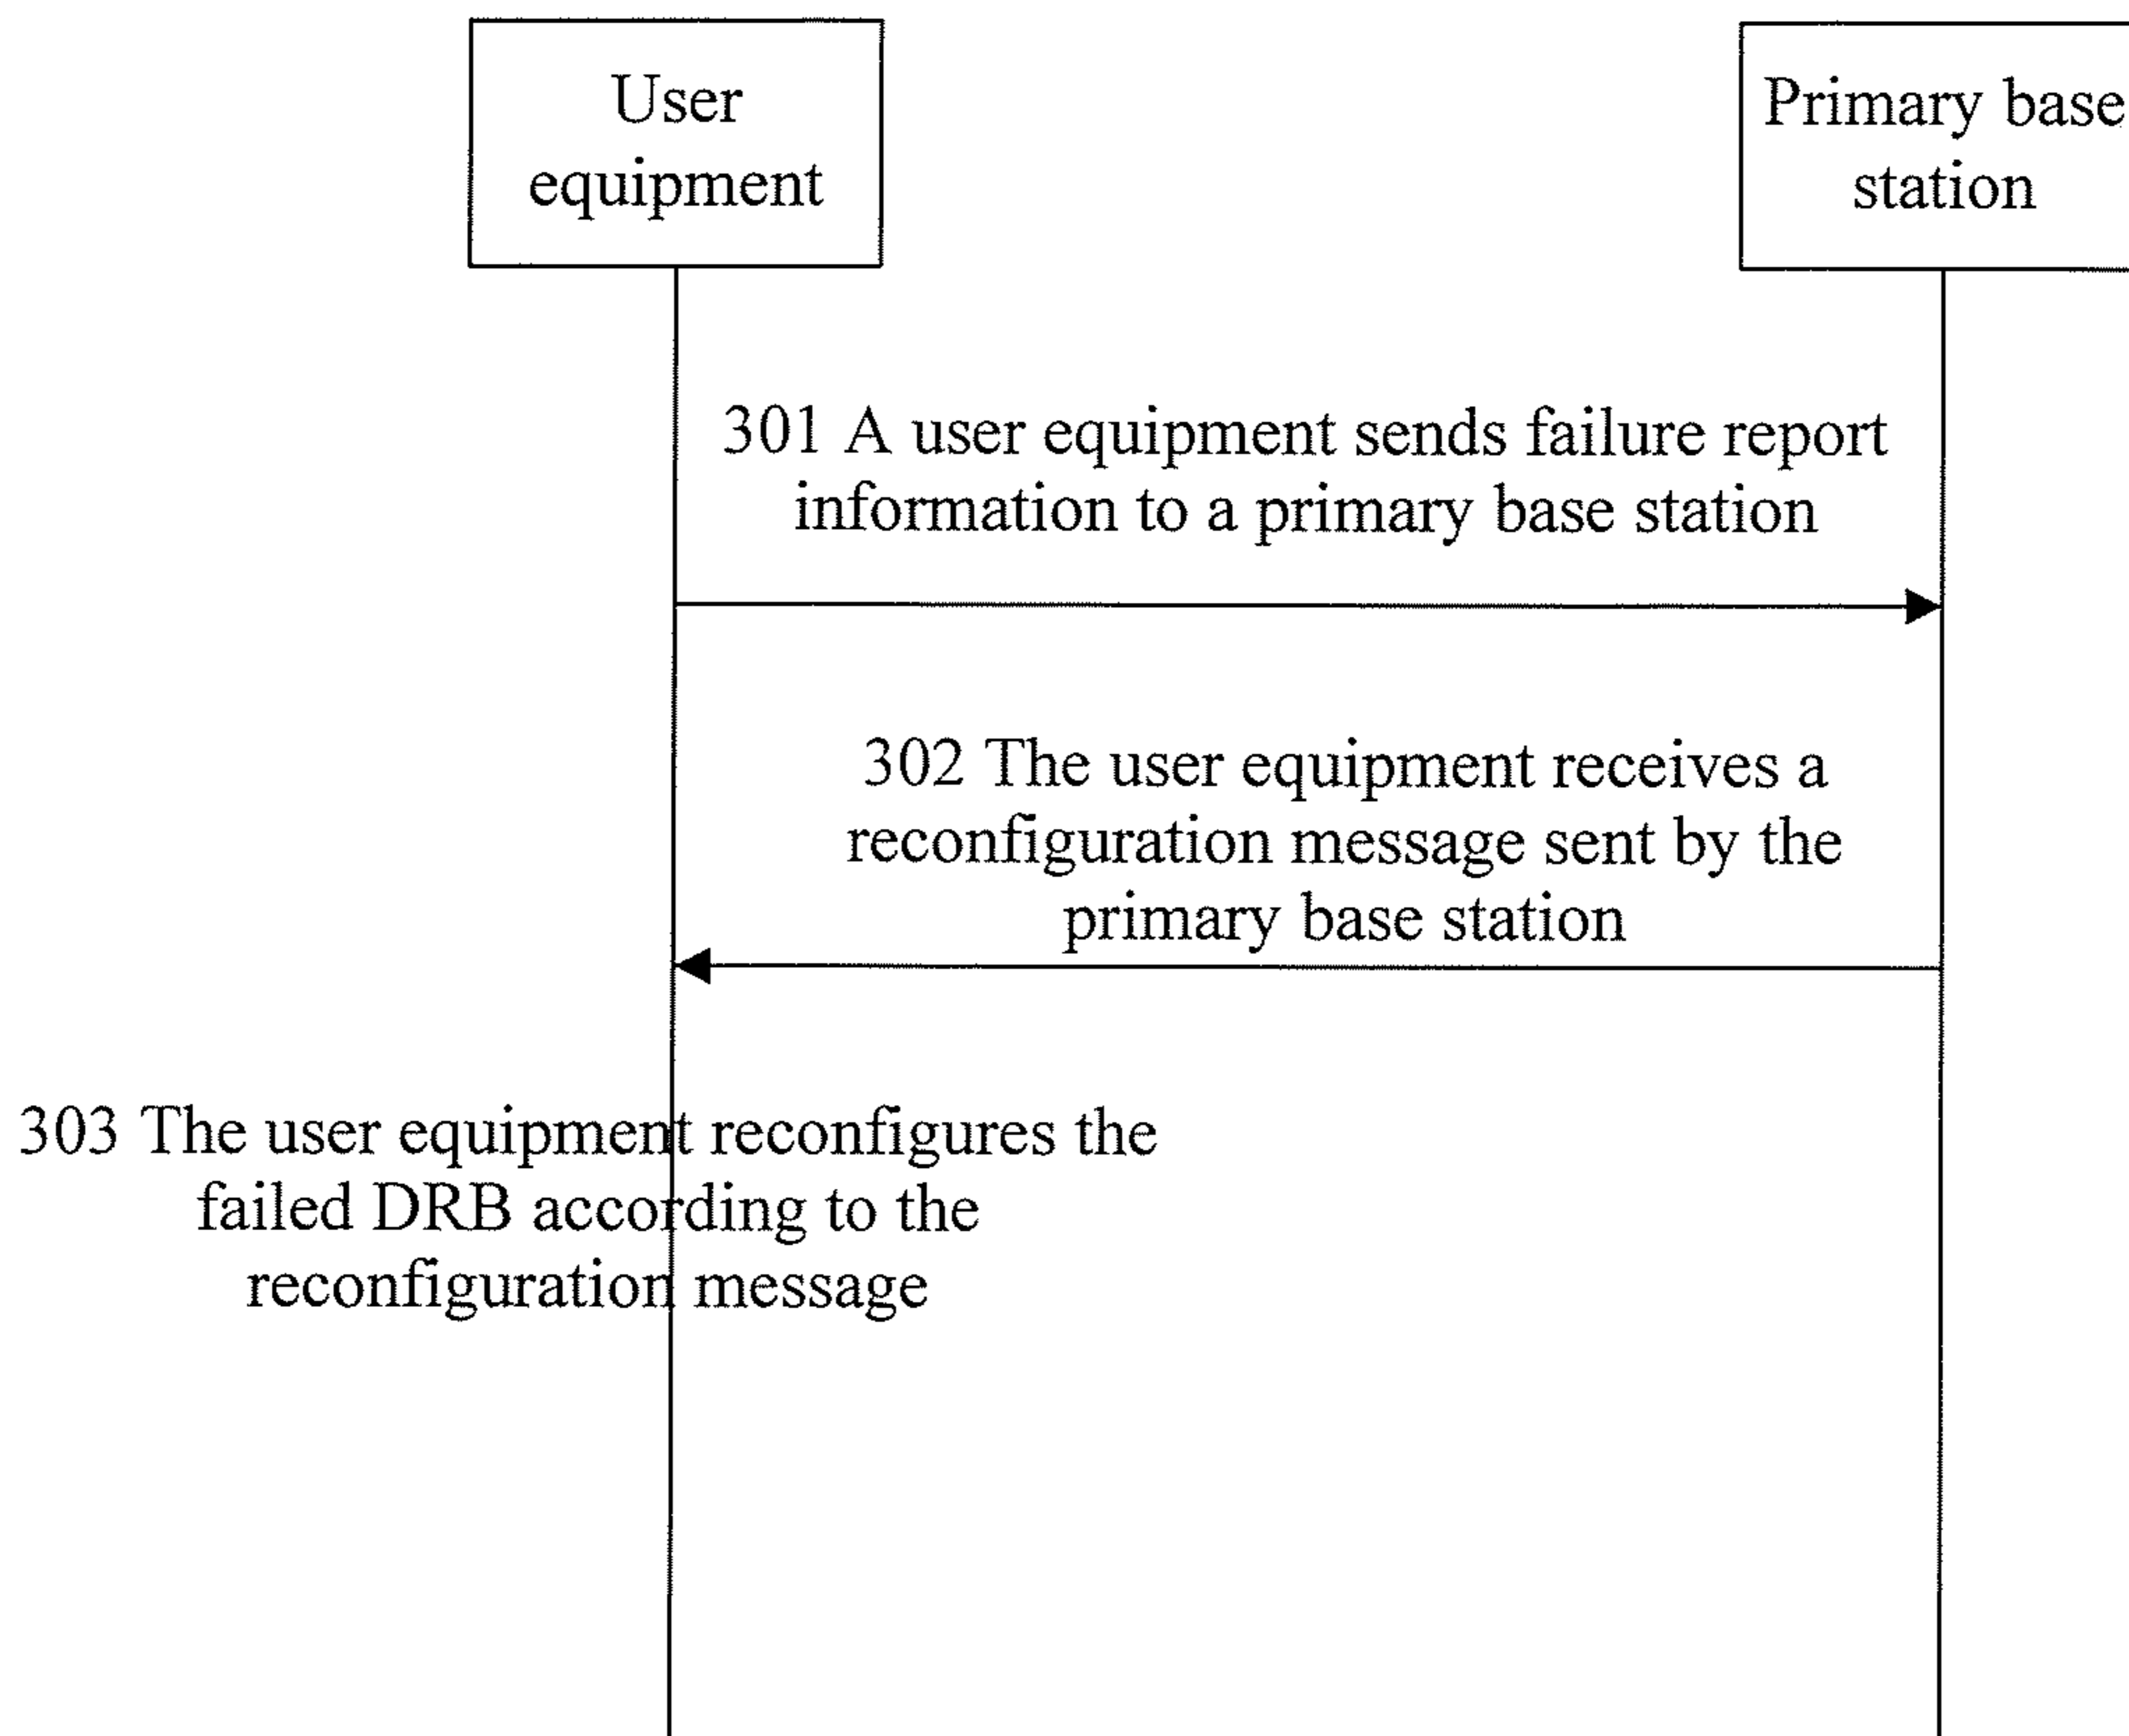 User
equipment
Primary base
station
301 A user equipment sends failure report
information to a primary base station
302 The user equipment receives a
reconfiguration message sent by the
primary base station
303 The user equipment reconfigures the
failed DRB according to the
reconfiguration message